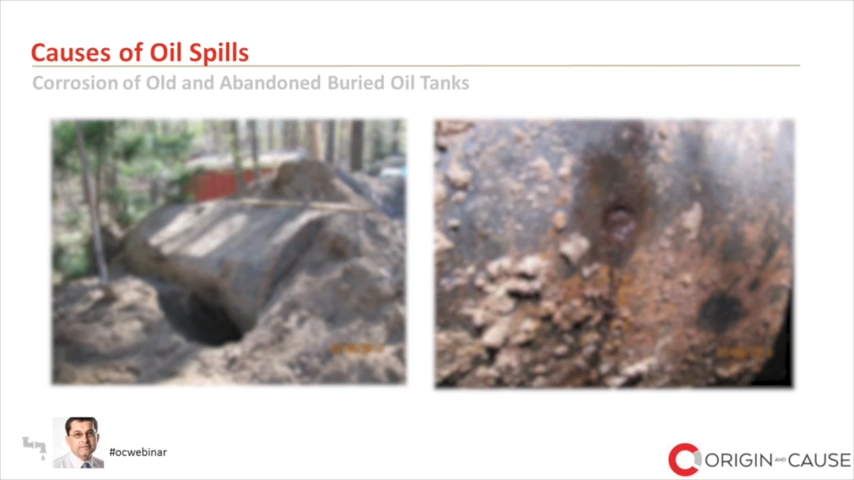 Causes of Oil Spills
Corrosion of Old and Abandoned Buried Oil Tanks
#ocwebinar
ORIGIN AND CAUSE